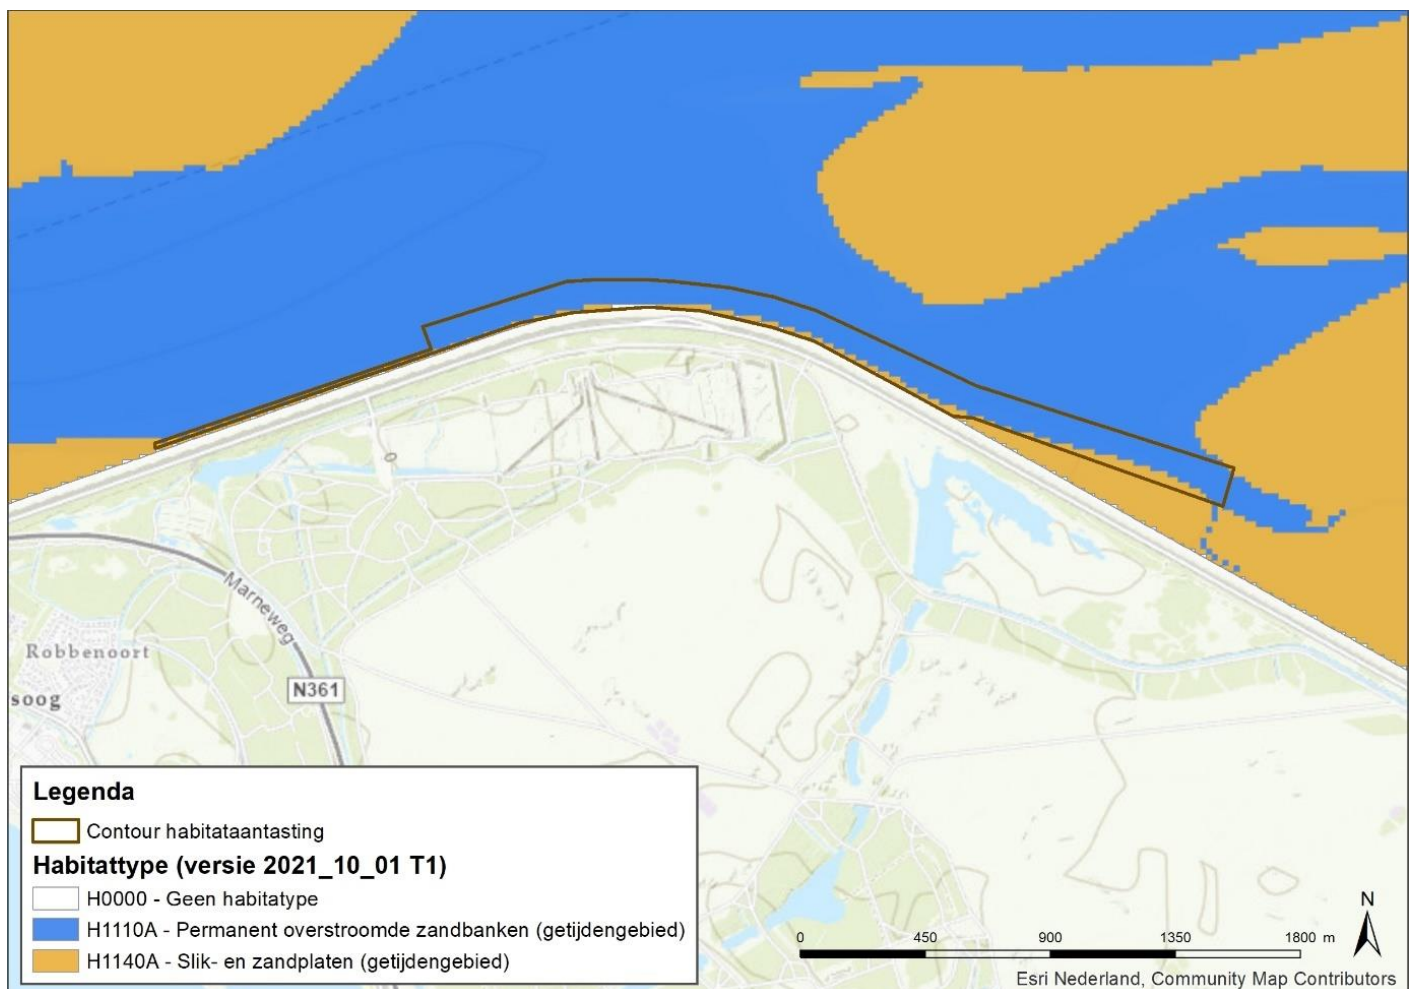 Marneweg
Robbenoort
soog
N361
Legenda
Contour habitataantasting
Habitattype (versie 2021_10_01 T1)
H0000 - Geen habitatype
H1110A - Permanent overstroomde zandbanken (getijdengebied)
H1140A - Slik- en zandplaten (getijdengebied)
N
0 450 900 1350 1800 m
Esri Nederland, Community Map Contributors